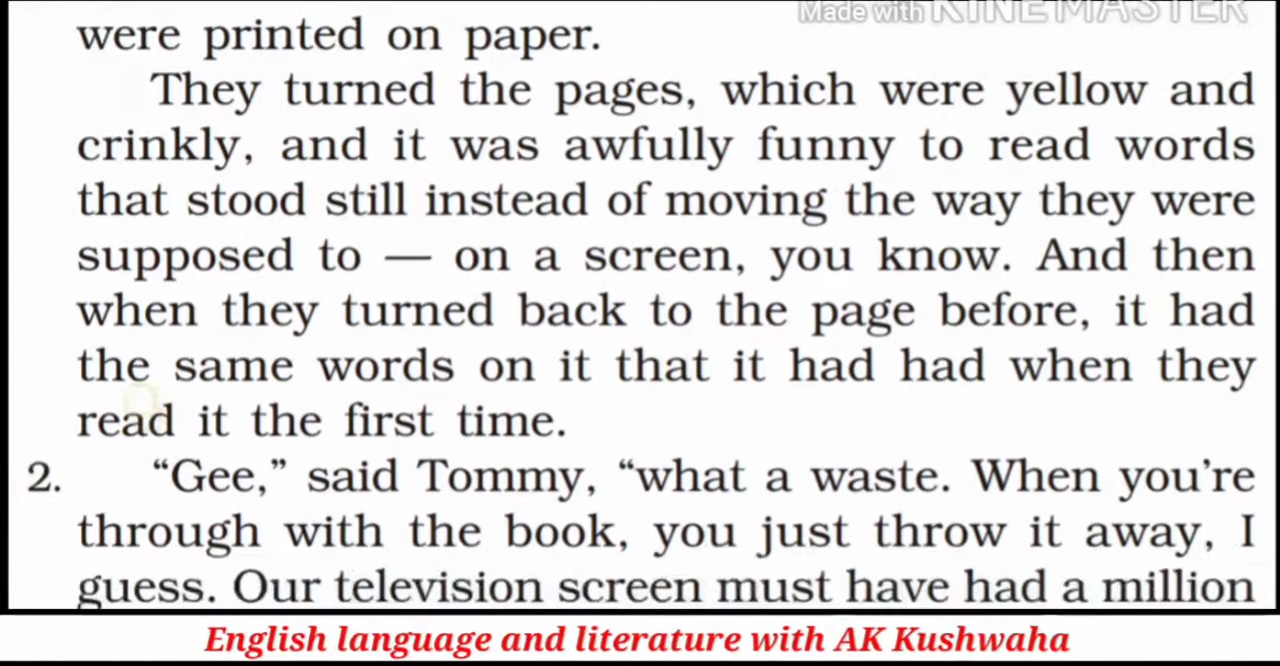 Made with KINEMASTER
were printed on paper.
They turned the pages, which were yellow and
crinkly, and it was awfully funny to read words
that stood still instead of moving the way they were
supposed to — on a screen, you know. And then
when they turned back to the page before, it had
the same words on it that it had had when they
read it the first time.
2. “Gee,” said Tommy, “what a waste. When you’re
through with the book, you just throw it away, I
guess. Our television screen must have had a million
English language and literature with AK Kushwaha